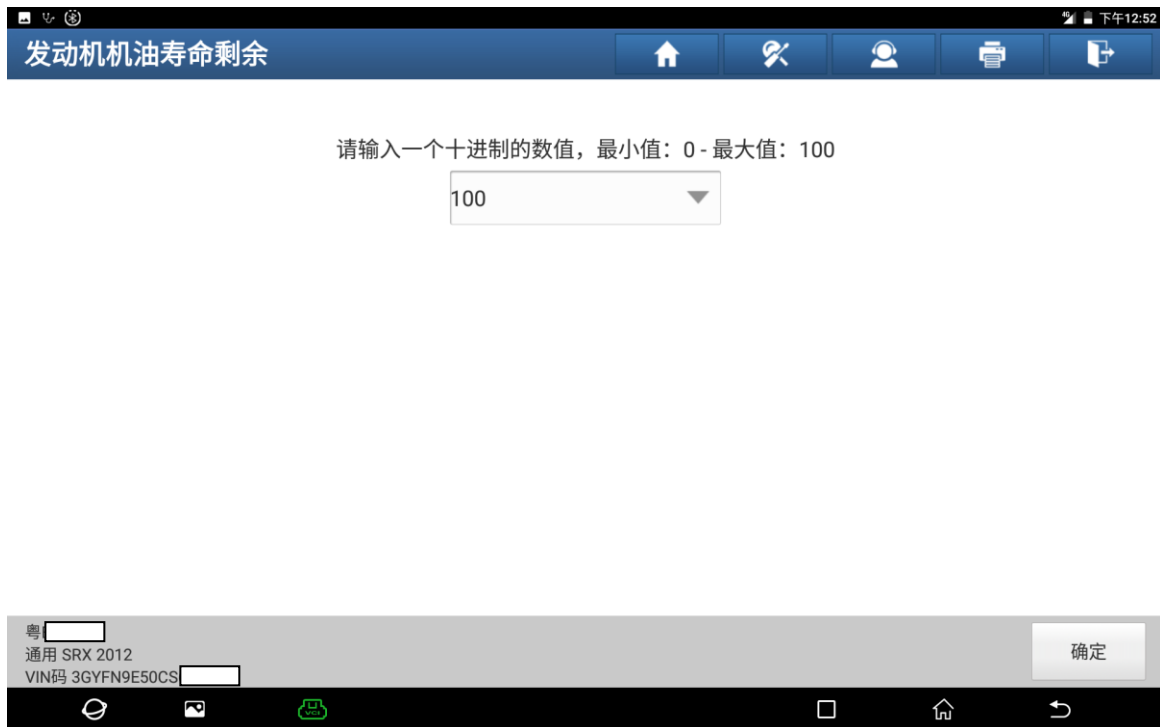 4G 下午12:52
发动机机油寿命剩余
请输入一个十进制的数值，最小值：0 - 最大值：100
100
粤
通用 SRX 2012
VIN码 3GYFN9E50CS
确定
VCI